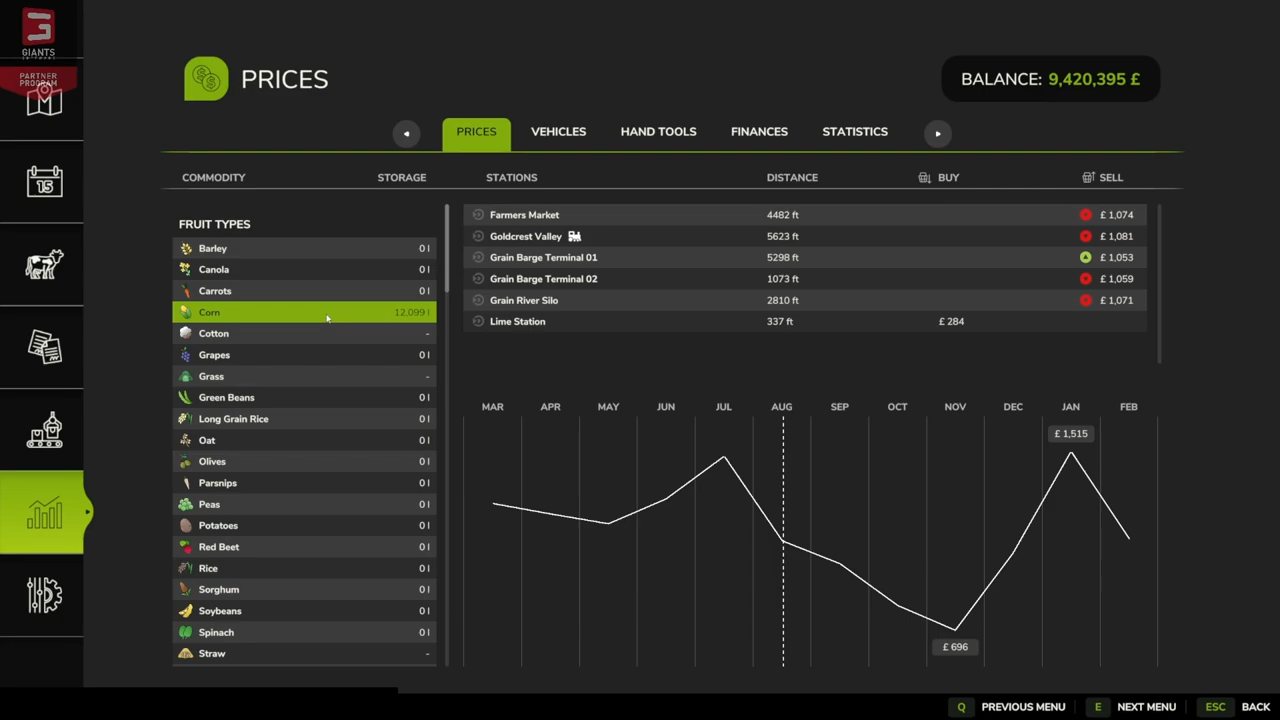 GIANTS
PARTNER
PROGRAM
PRICES
BALANCE: 9,420,395 £
PRICES VEHICLES HAND TOOLS FINANCES STATISTICS
COMMODITY STORAGE STATIONS DISTANCE BUY SELL
FRUIT TYPES
Barley 0 l
Canola 0 l
Carrots 0 l
Corn 12,099 l
Cotton -
Grapes 0 l
Grass -
Green Beans 0 l
Long Grain Rice 0 l
Oat 0 l
Olives 0 l
Parsnips 0 l
Peas 0 l
Potatoes 0 l
Red Beet 0 l
Rice 0 l
Sorghum 0 l
Soybeans 0 l
Spinach 0 l
Straw -
Farmers Market 4482 ft £ 1,074
Goldcrest Valley 5623 ft £ 1,081
Grain Barge Terminal 01 5298 ft £ 1,053
Grain Barge Terminal 02 1073 ft £ 1,059
Grain River Silo 2810 ft £ 1,071
Lime Station 337 ft £ 284
MAR APR MAY JUN JUL AUG SEP OCT NOV DEC JAN FEB
£ 1,515
£ 696
15
Q PREVIOUS MENU E NEXT MENU ESC BACK